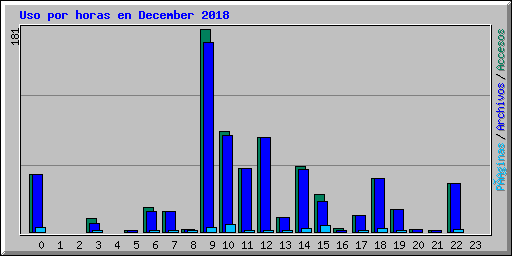 Uso por horas en December 2018
181
Pÿginas/Archivos/Accesos
0 1 2 3 4 5 6 7 8 9 10 11 12 13 14 15 16 17 18 19 20 21 22 23